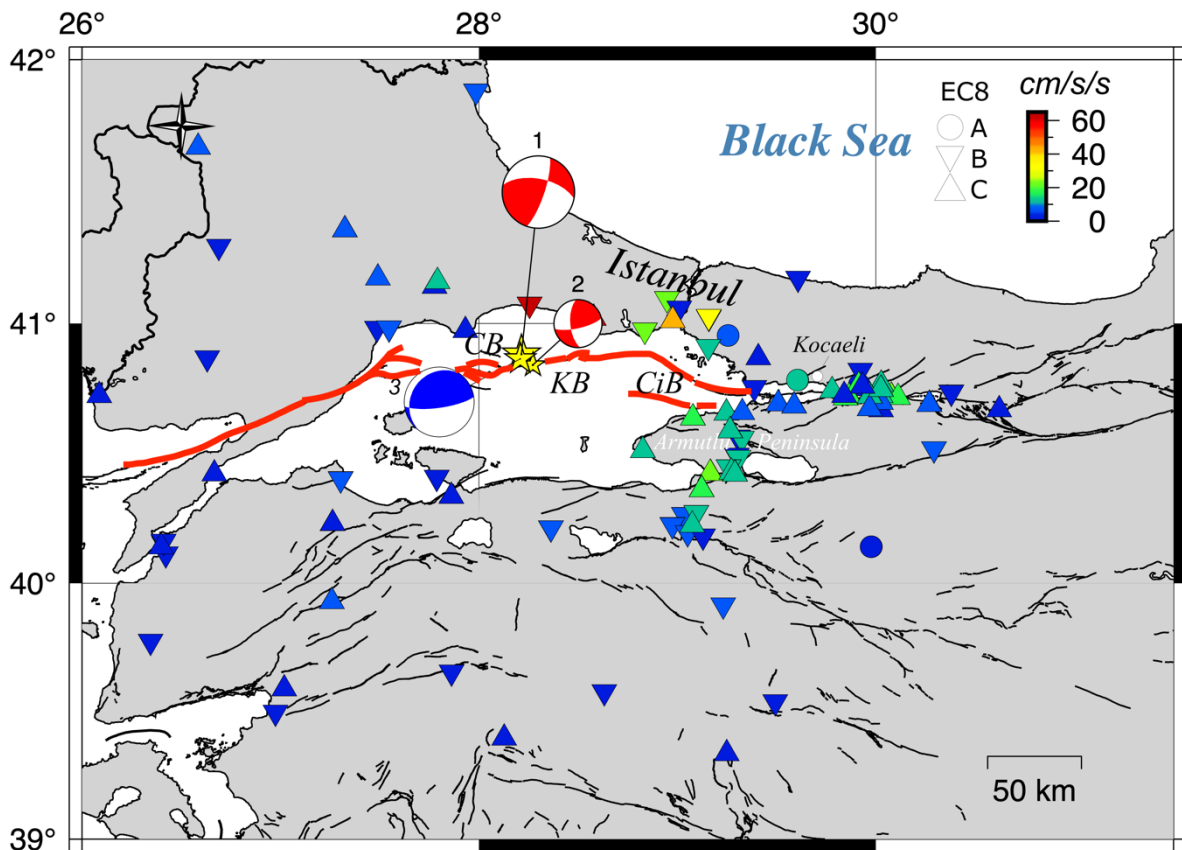 26°
28°
30°
42°
41°
40°
39°
EC8
A
B
C
cm/s/s
60
40
20
0
Black Sea
1
2
3
Istanbul
CB
KB
CiB
Kocaeli
Armutlu Peninsula
50 km